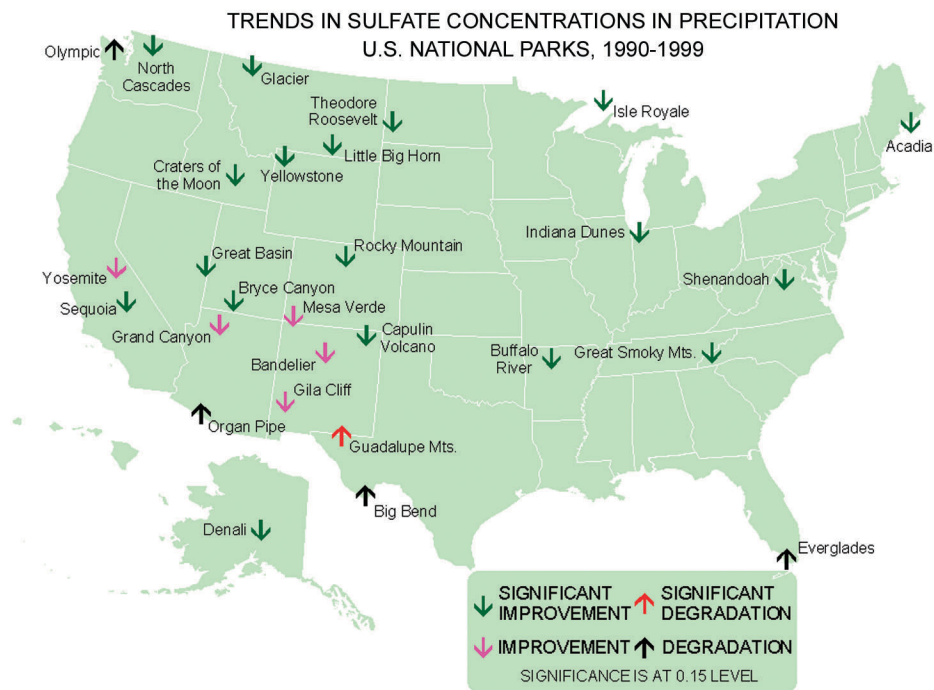 TRENDS IN SULFATE CONCENTRATIONS IN PRECIPITATION
U.S. NATIONAL PARKS, 1990-1999
Olympic
North
Cascades
Glacier
Theodore
Roosevelt
Isle Royale
Acadia
Little Big Horn
Craters of
the Moon
Yellowstone
Indiana Dunes
Rocky Mountain
Great Basin
Yosemite
Shenandoah
Bryce Canyon
Sequoia
Mesa Verde
Grand Canyon
Capulin
Volcano
Buffalo
River
Great Smoky Mts.
Bandelier
Gila Cliff
Organ Pipe
Guadalupe Mts.
Big Bend
Denali
Everglades
SIGNIFICANT
IMPROVEMENT
SIGNIFICANT
DEGRADATION
IMPROVEMENT
DEGRADATION
SIGNIFICANCE IS AT 0.15 LEVEL